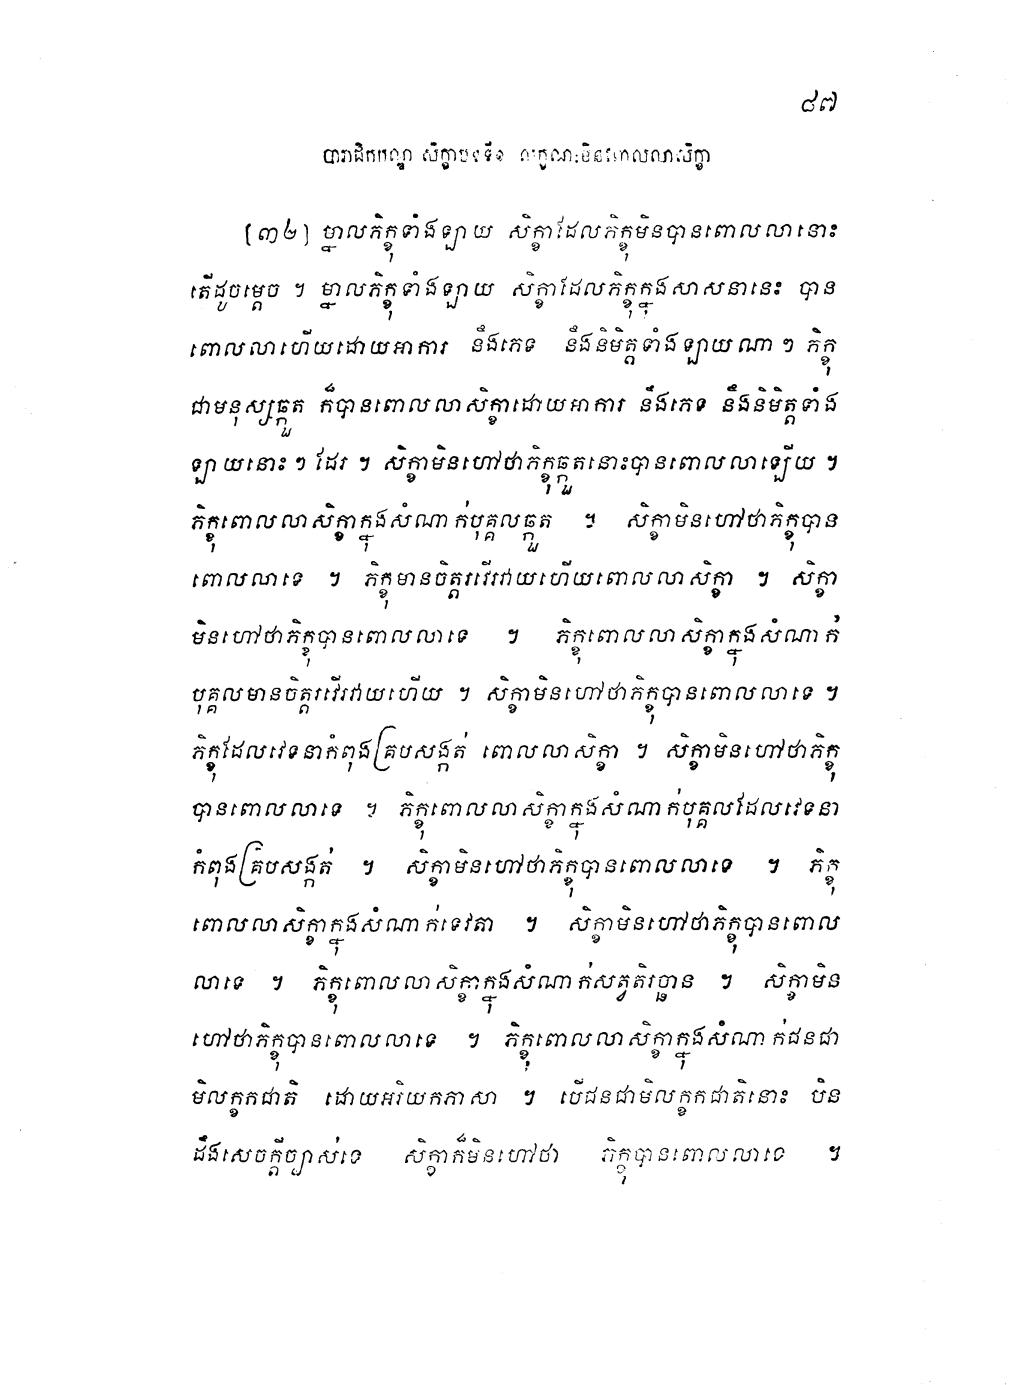 ៨៧
បារាជិកកណ្ឌ សិក្ខាបទទី១ លក្ខណៈមិនពោលលាសិក្ខា
[៣៤] ម្នាលភិក្ខុទាំងឡាយ សិក្ខាដែលភិក្ខុមិនបានពោលលានោះ
តើដូចម្តេច ។ ម្នាលភិក្ខុទាំងឡាយ សិក្ខាដែលភិក្ខុក្នុងសាសនានេះ បាន
ពោលលាហើយដោយអាការ នឹងភេទ នឹងនិមិត្តទាំងឡាយណា ៗ ភិក្ខុ
ជាមនុស្សឆ្កួត ក៏បានពោលលាសិក្ខាដោយអាការ នឹងភេទ នឹងនិមិត្តទាំង
ឡាយនោះ ៗ ដែរ ។ សិក្ខាមិនហៅថាភិក្ខុឆ្កួតនោះបានពោលលាឡើយ ។
ភិក្ខុពោលលាសិក្ខាក្នុងសំណាក់បុគ្គលឆ្កួត ។ សិក្ខាមិនហៅថាភិក្ខុបាន
ពោលលាទេ ។ ភិក្ខុមានចិត្តរវើរវាយហើយពោលលាសិក្ខា ។ សិក្ខា
មិនហៅថាភិក្ខុបានពោលលាទេ ។ ភិក្ខុពោលលាសិក្ខាក្នុងសំណាក់
បុគ្គលមានចិត្តរវើរវាយហើយ ។ សិក្ខាមិនហៅថាភិក្ខុបានពោលលាទេ ។
ភិក្ខុដែលវេទនាកំពុងគ្របសង្កត់ ពោលលាសិក្ខា ។ សិក្ខាមិនហៅថាភិក្ខុ
បានពោលលាទេ ។ ភិក្ខុពោលលាសិក្ខាក្នុងសំណាក់បុគ្គលដែលវេទនា
កំពុងគ្របសង្កត់ ។ សិក្ខាមិនហៅថាភិក្ខុបានពោលលាទេ ។ ភិក្ខុ
ពោលលាសិក្ខាក្នុងសំណាក់ទេវតា ។ សិក្ខាមិនហៅថាភិក្ខុបានពោល
លាទេ ។ ភិក្ខុពោលលាសិក្ខាក្នុងសំណាក់សត្វតិរច្ឆាន ។ សិក្ខាមិន
ហៅថាភិក្ខុបានពោលលាទេ ។ ភិក្ខុពោលលាសិក្ខាក្នុងសំណាក់ជនជា
មិលក្ខកជាតិ ដោយអរិយកភាសា ។ បើជនជាមិលក្ខកជាតិនោះ មិន
ដឹងសេចក្តីច្បាស់ទេ សិក្ខាក៏មិនហៅថា ភិក្ខុបានពោលលាទេ ។